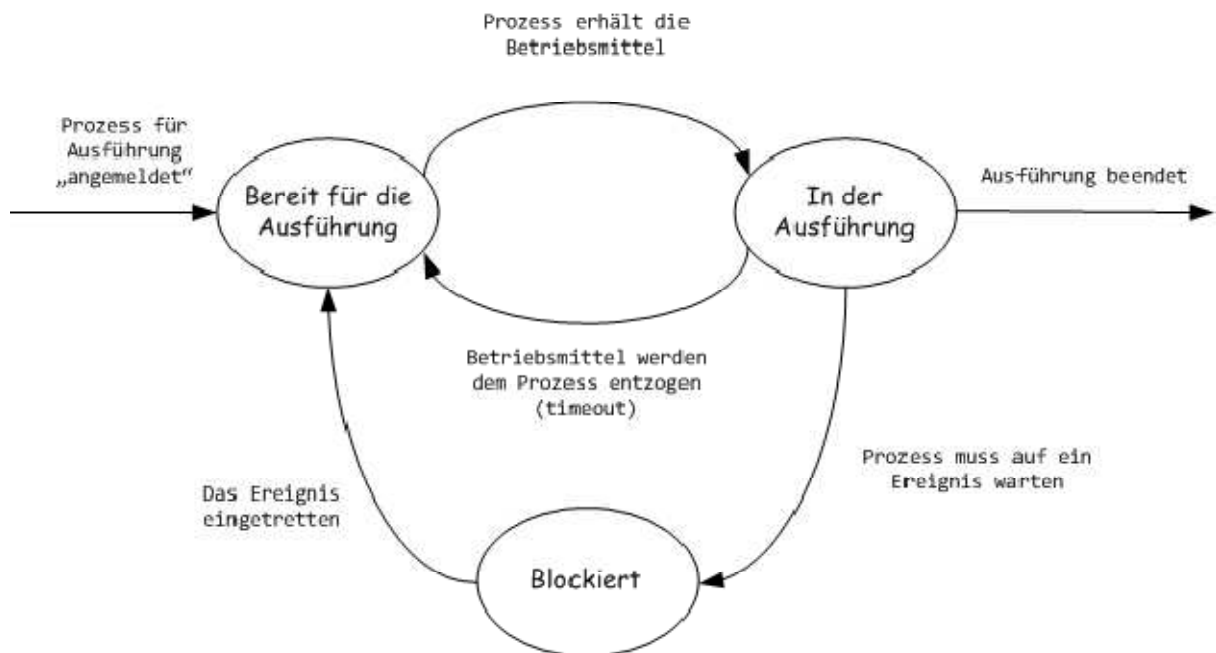 Prozess erhält die
Betriebsmittel
Prozess für
Ausführung
„angemeldet“
Bereit für die
Ausführung
In der
Ausführung
Ausführung beendet
Betriebsmittel werden
dem Prozess entzogen
(timeout)
Prozess muss auf ein
Ereignis warten
Das Ereignis
eingetretten
Blockiert